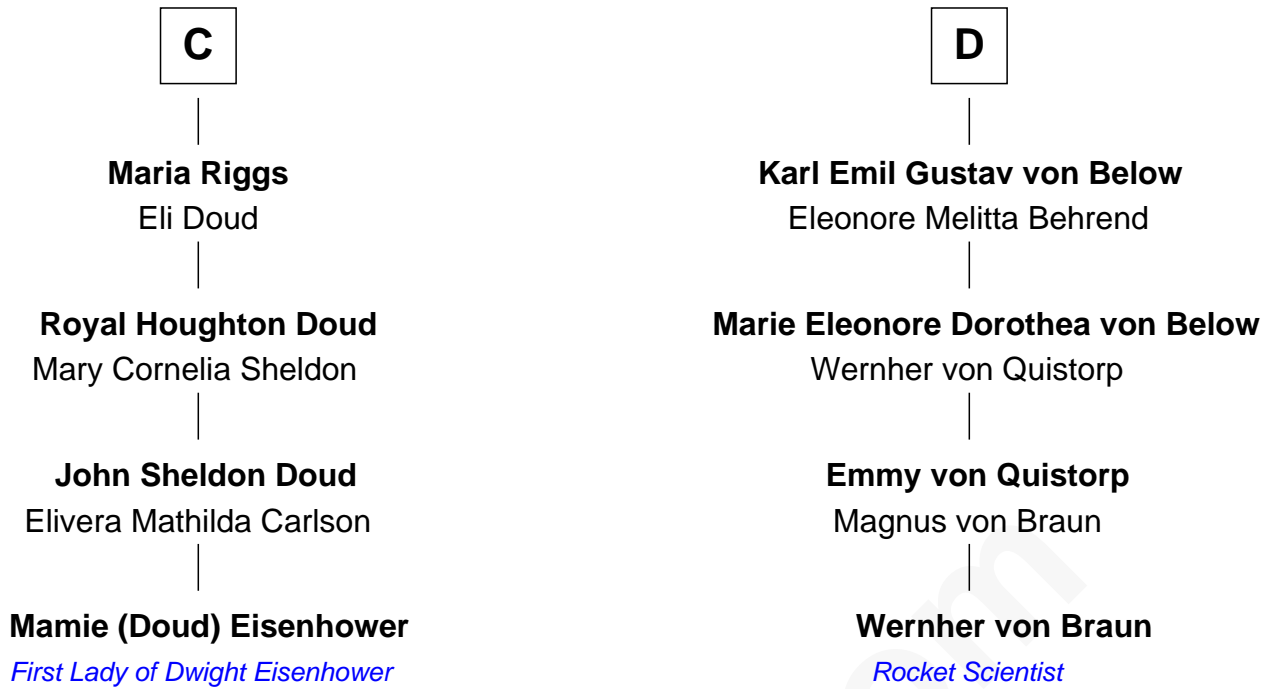 C
Maria Riggs
Eli Doud
Royal Houghton Doud
Mary Cornelia Sheldon
John Sheldon Doud
Elivera Mathilda Carlson
Mamie (Doud) Eisenhower
First Lady of Dwight Eisenhower
D
Karl Emil Gustav von Below
Eleonore Melitta Behrend
Marie Eleonore Dorothea von Below
Wernher von Quistorp
Emmy von Quistorp
Magnus von Braun
Wernher von Braun
Rocket Scientist